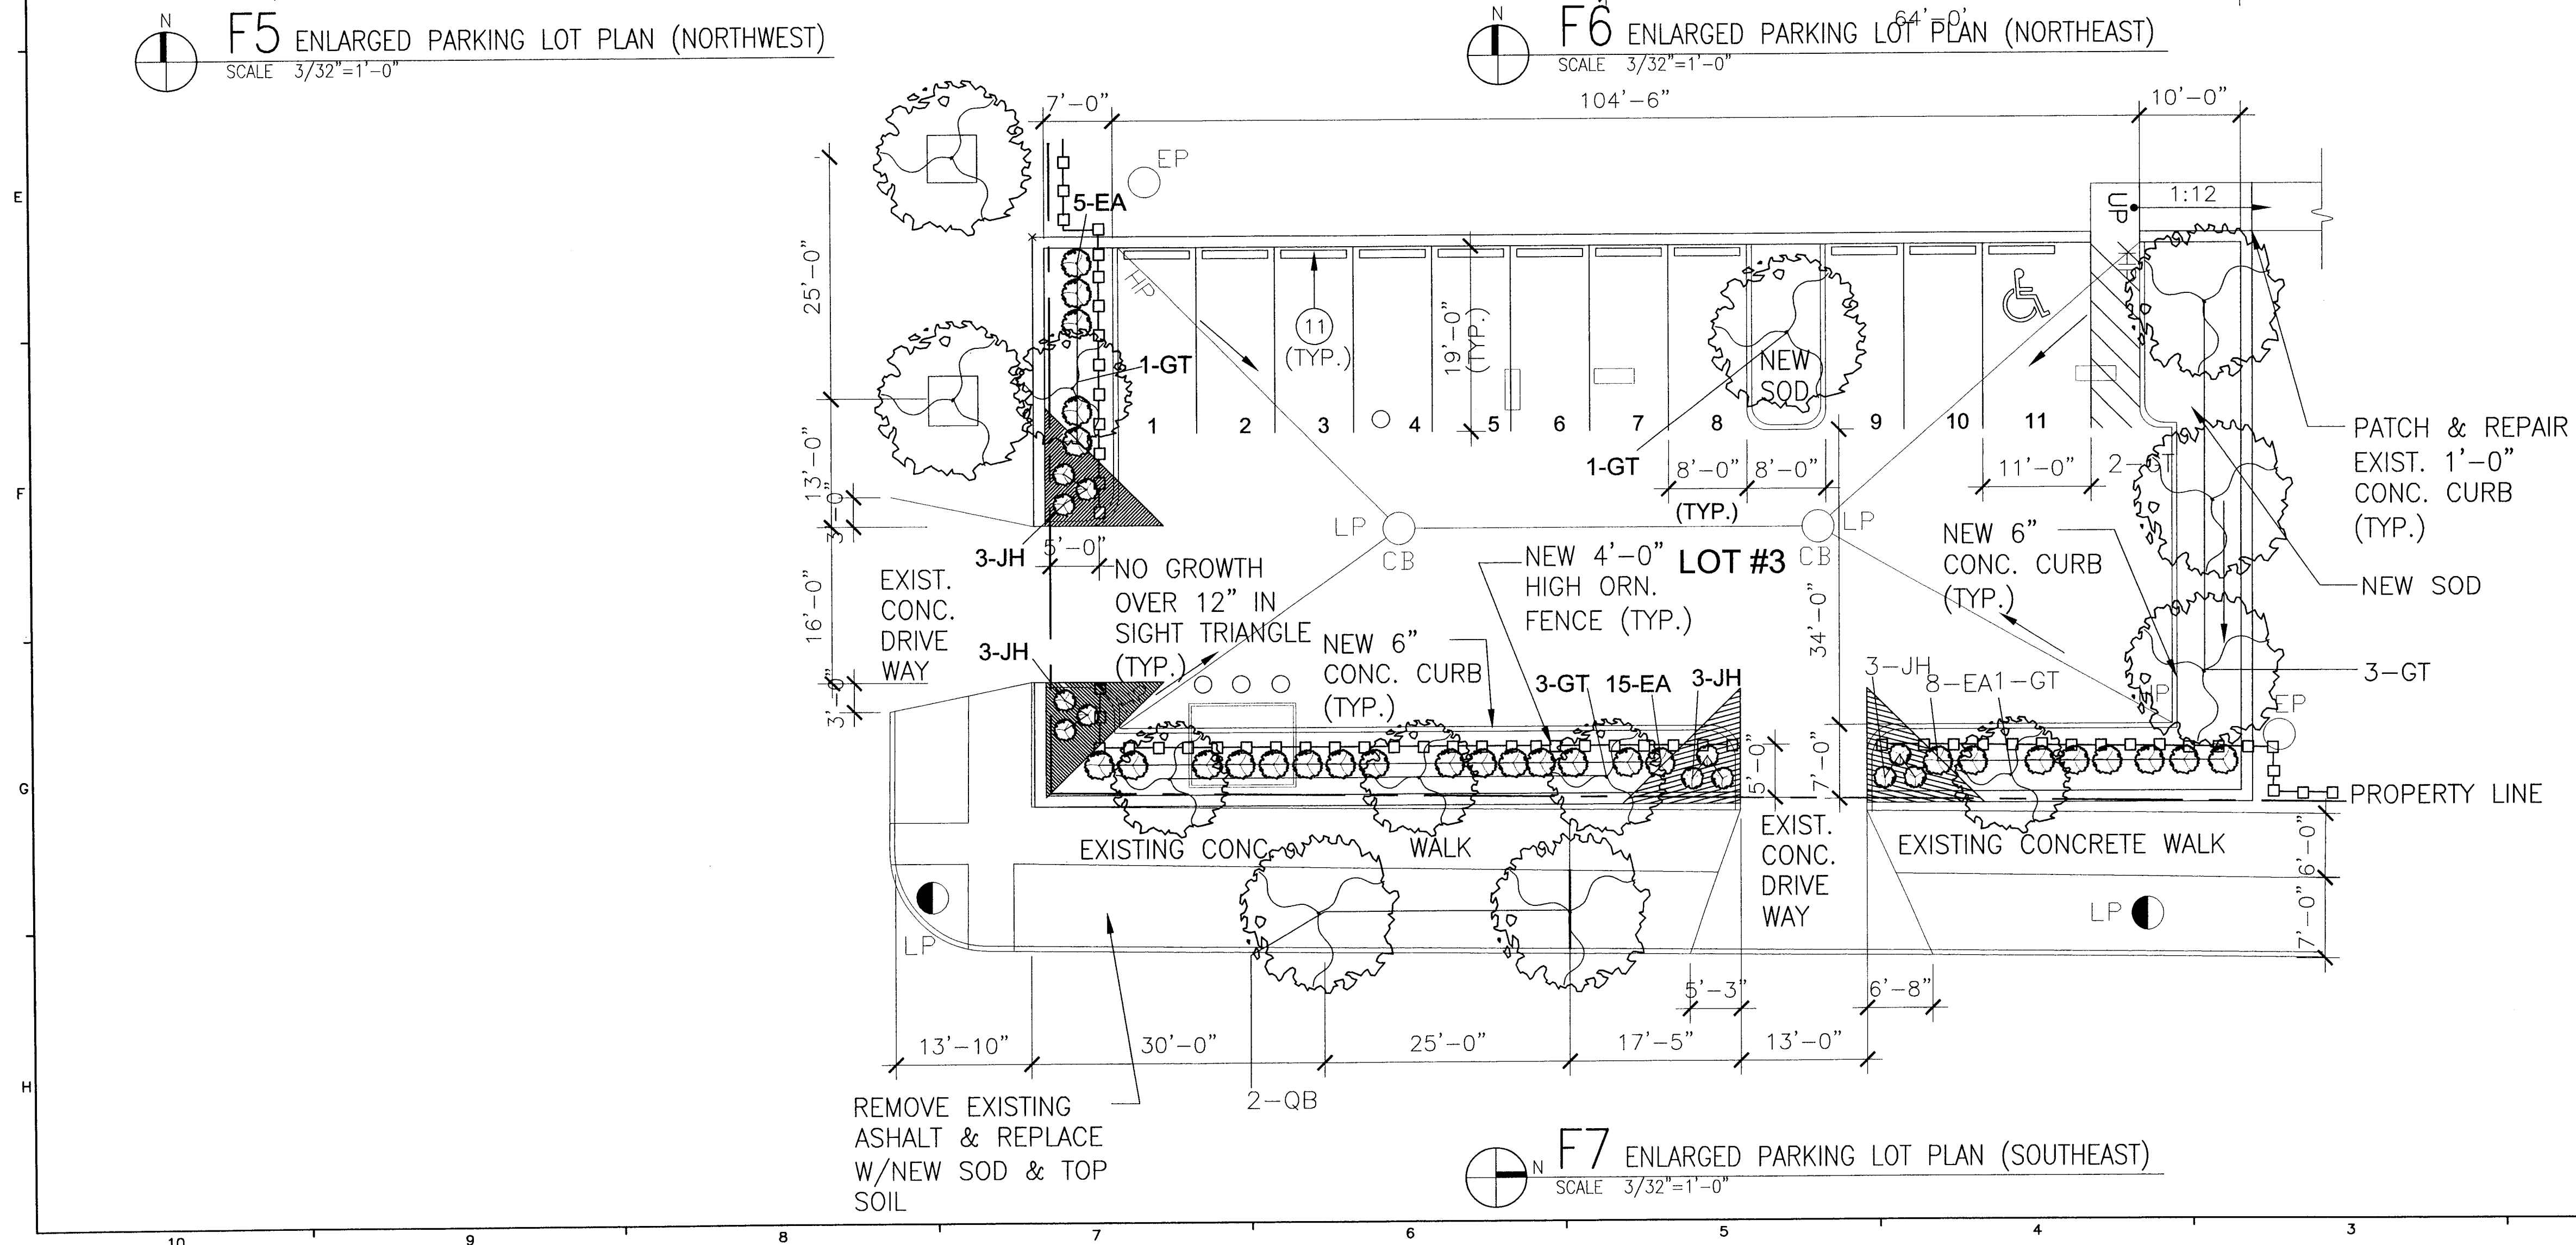 N
F5 ENLARGED PARKING LOT PLAN (NORTHWEST)
SCALE 3/32"=1'-0"
N
F6 ENLARGED PARKING LOT PLAN (NORTHEAST)
SCALE 3/32"=1'-0"
64'-0'
7'-0"
104'-6"
10'-0"
EP
E
5-EA
UP
1:12
25'-0"
HP
11
(TYP.)
19'-0"
(TYP.)
1-GT
NEW
SOD
1
2
3
4
5
6
7
8
9
10
11
PATCH & REPAIR
EXIST. 1'-0"
CONC. CURB
(TYP.)
1-GT
8'-0"
8'-0"
(TYP.)
11'-0"
2-GT
13'-0"
3'-0"
F
LP
CB
LP
CB
LOT #3
3-JH
5'-0"
NO GROWTH
OVER 12" IN
SIGHT TRIANGLE
(TYP.)
NEW 4'-0"
HIGH ORN.
FENCE (TYP.)
NEW 6"
CONC. CURB
(TYP.)
NEW SOD
EXIST.
CONC.
DRIVE
WAY
16'-0"
34'-0"
3-JH
NEW 6"
CONC. CURB
(TYP.)
3-GT
15-EA
3-JH
3-JH
8-EA
1-GT
HP
3-GT
EP
3'-0"
5'-0"
7'-0"
G
PROPERTY LINE
EXISTING CONC.
WALK
EXIST.
CONC.
DRIVE
WAY
EXISTING CONCRETE WALK
6'-0"
7'-0"
LP
LP
5'-3"
6'-8"
13'-10"
30'-0"
25'-0"
17'-5"
13'-0"
H
2-QB
REMOVE EXISTING
ASHALT & REPLACE
W/NEW SOD & TOP
SOIL
N
F7 ENLARGED PARKING LOT PLAN (SOUTHEAST)
SCALE 3/32"=1'-0"
10
9
8
7
6
5
4
3